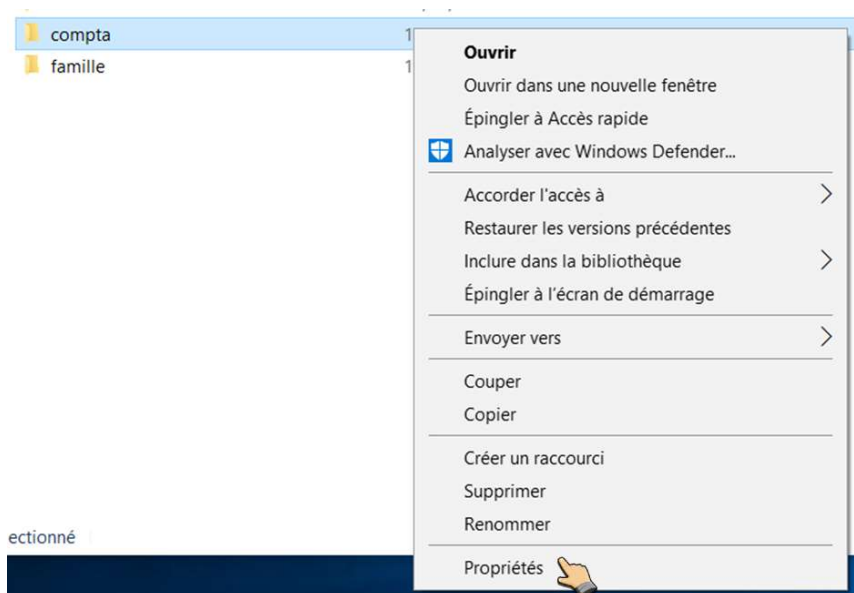 compta 1
famille 1
Ouvrir
Ouvrir dans une nouvelle fenêtre
Épingler à Accès rapide
Analyser avec Windows Defender...
Accorder l'accès à
Restaurer les versions précédentes
Inclure dans la bibliothèque
Épingler à l'écran de démarrage
Envoyer vers
Couper
Copier
Créer un raccourci
Supprimer
Renommer
Propriétés
ectionné